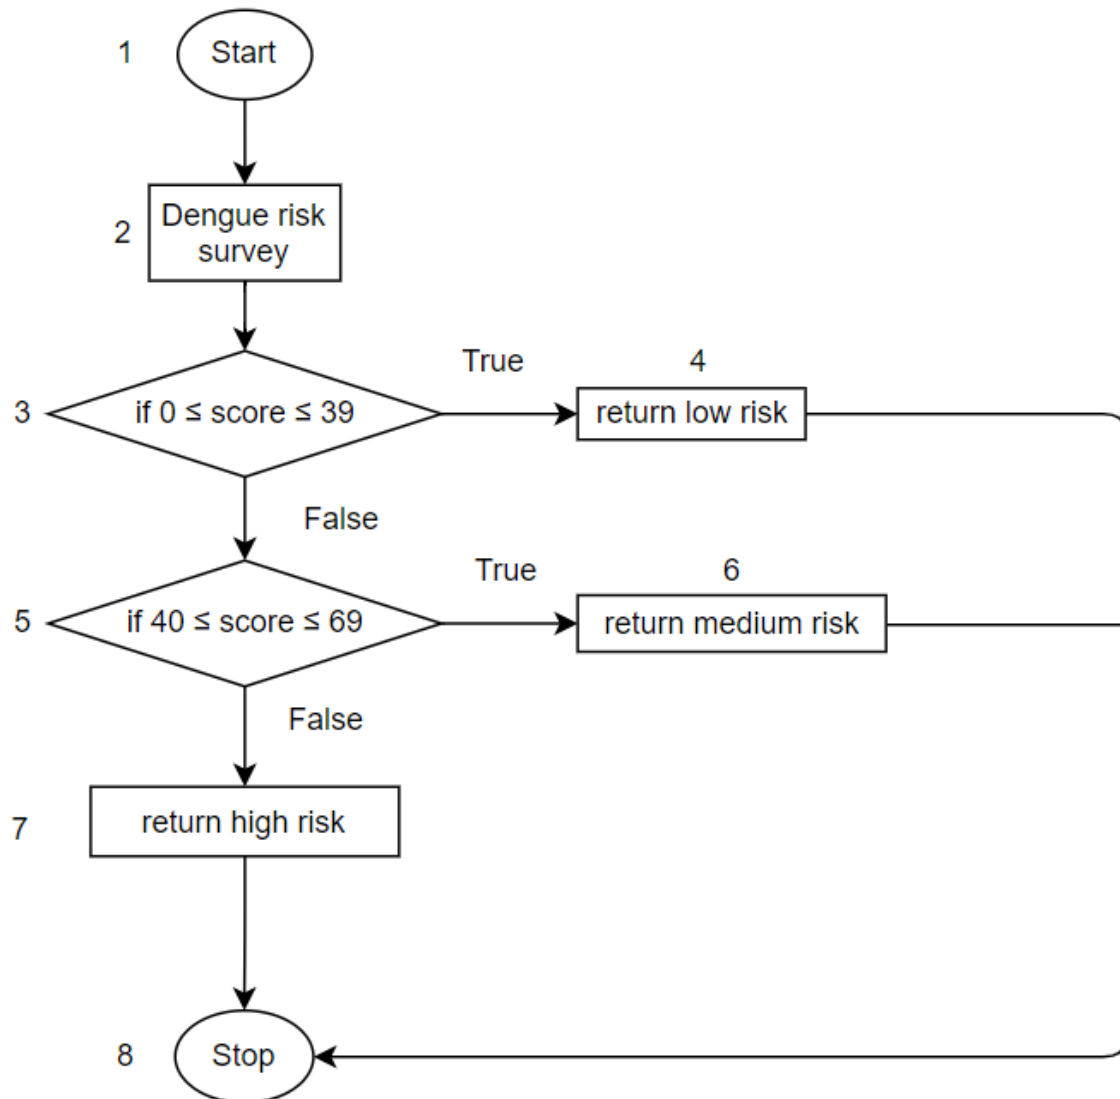 1
Start
2
Dengue risk
survey
True
4
3
if 0 ≤ score ≤ 39
return low risk
False
True
6
5
if 40 ≤ score ≤ 69
return medium risk
False
7
return high risk
8
Stop